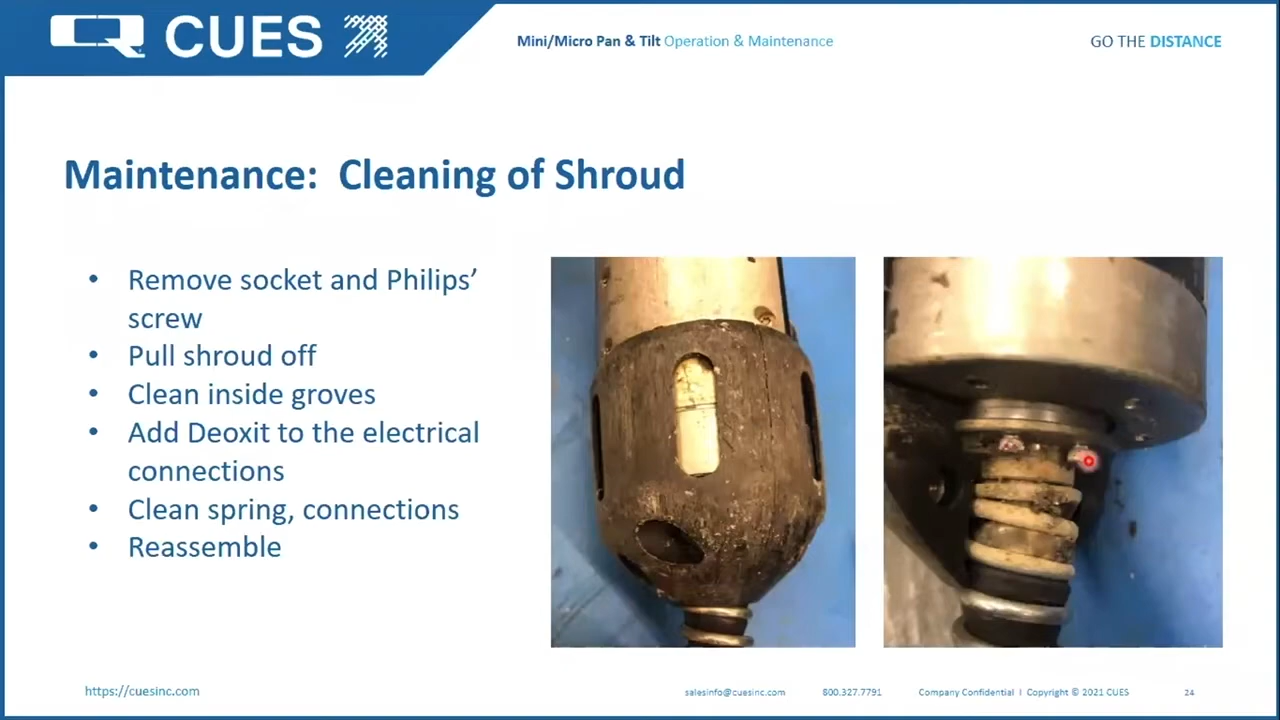 CUES
Mini/Micro Pan & Tilt Operation & Maintenance
GO THE DISTANCE
Maintenance: Cleaning of Shroud
• Remove socket and Philips’
screw
• Pull shroud off
• Clean inside groves
• Add Deoxit to the electrical
connections
• Clean spring, connections
• Reassemble
https://cuesinc.com
salesinfo@cuesinc.com
800.327.7791
Company Confidential I Copyright © 2021 CUES
24